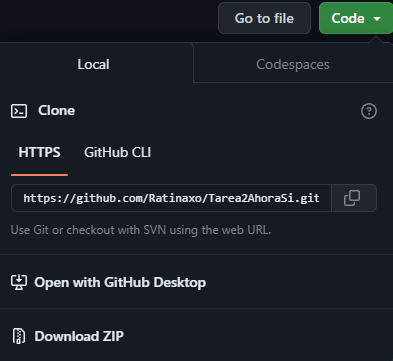 Go to file
Code
Local
Codespaces
Clone
HTTPS
GitHub CLI
https://github.com/Ratinaxo/Tarea2AhoraSi.git
Use Git or checkout with SVN using the web URL.
Open with GitHub Desktop
Download ZIP